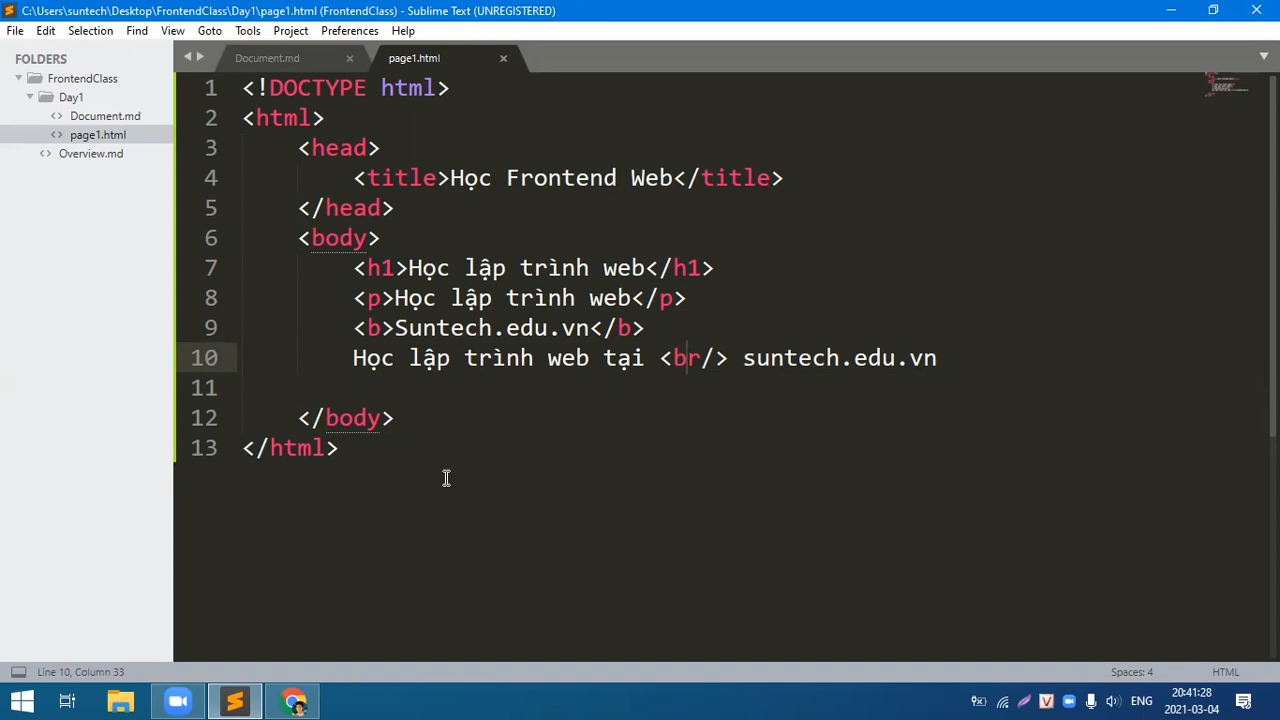 C:\Users\suntech\Desktop\FrontendClass\Day1\page1.html (FrontendClass) - Sublime Text (UNREGISTERED)
File Edit Selection Find View Goto Tools Project Preferences Help
FOLDERS
FrontendClass
Day1
Document.md
page1.html
Overview.md
Document.md page1.html
1 <!DOCTYPE html>
2 <html>
3 <head>
4 <title>Học Frontend Web</title>
5 </head>
6 <body>
7 <h1>Học lập trình web</h1>
8 <p>Học lập trình web</p>
9 <b>Suntech.edu.vn</b>
10 Học lập trình web tại <br/> suntech.edu.vn
11
12 </body>
13 </html>
Line 10, Column 33
Spaces: 4 HTML
ENG
20:41:28
2021-03-04